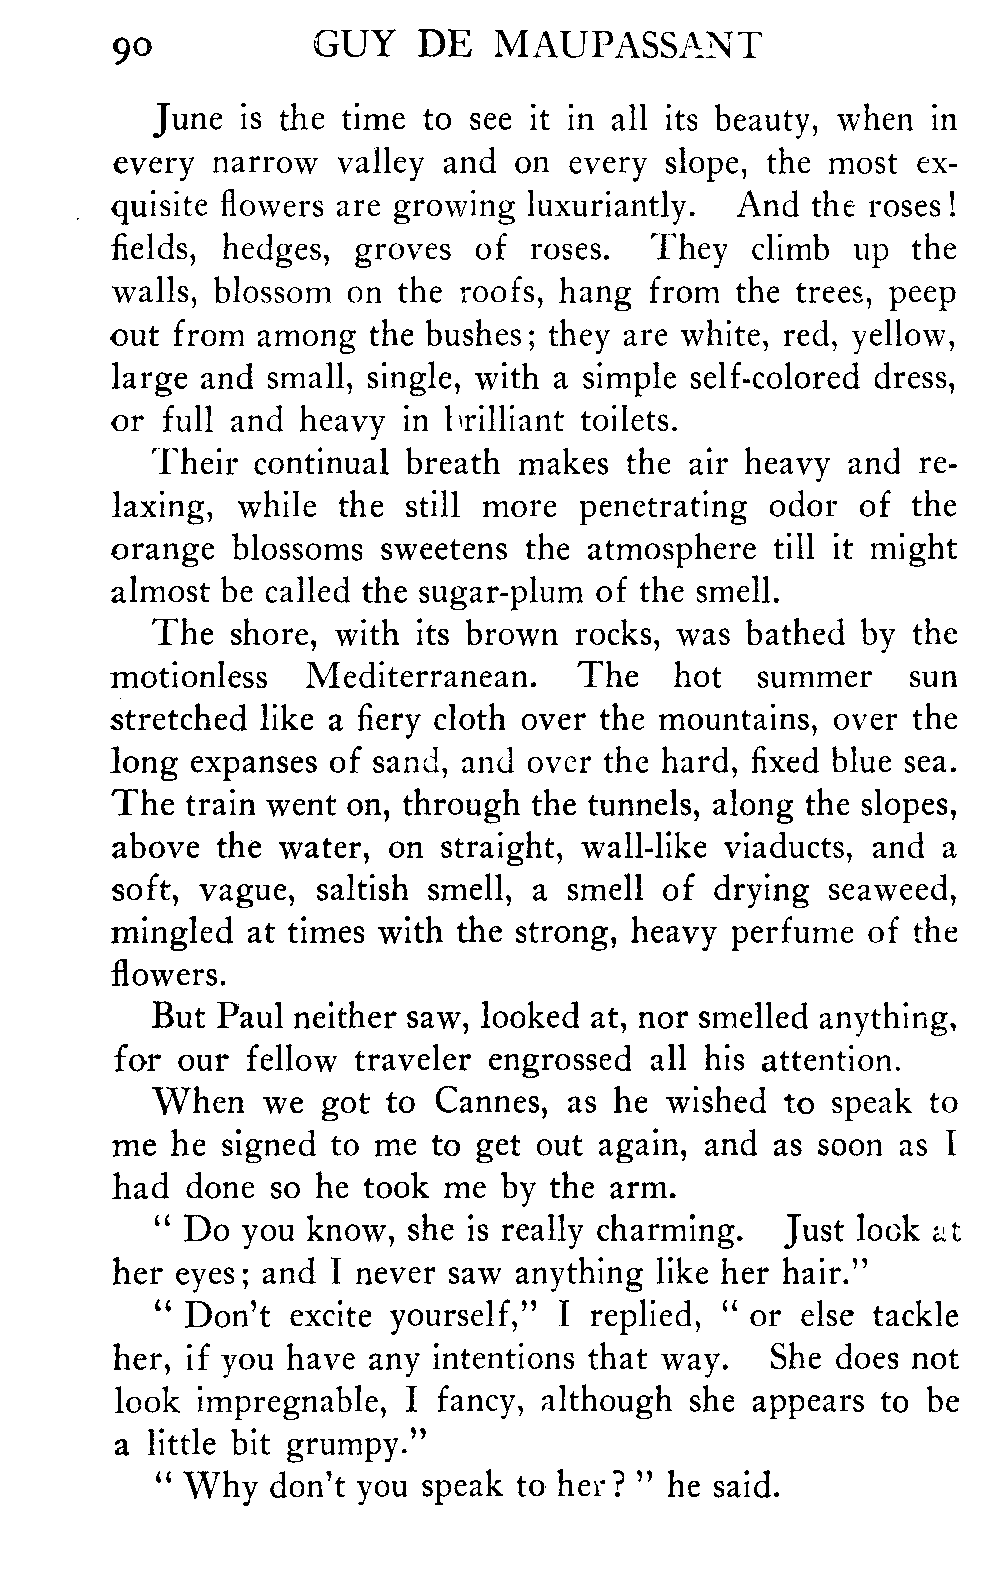 90 GUY DE MAUPASSANT
June is the time to see it in all its beauty, when in
every narrow valley and on every slope, the most ex-
quisite flowers are growing luxuriantly. And the roses!
fields, hedges, groves of roses. They climb up the
walls, blossom on the roofs, hang from the trees, peep
out from among the bushes; they are white, red, yellow,
large and small, single, with a simple self-colored dress,
or full and heavy in brilliant toilets.
Their continual breath makes the air heavy and re-
laxing, while the still more penetrating odor of the
orange blossoms sweetens the atmosphere till it might
almost be called the sugar-plum of the smell.
The shore, with its brown rocks, was bathed by the
motionless Mediterranean. The hot summer sun
stretched like a fiery cloth over the mountains, over the
long expanses of sand, and over the hard, fixed blue sea.
The train went on, through the tunnels, along the slopes,
above the water, on straight, wall-like viaducts, and a
soft, vague, saltish smell, a smell of drying seaweed,
mingled at times with the strong, heavy perfume of the
flowers.
But Paul neither saw, looked at, nor smelled anything,
for our fellow traveler engrossed all his attention.
When we got to Cannes, as he wished to speak to
me he signed to me to get out again, and as soon as I
had done so he took me by the arm.
" Do you know, she is really charming. Just look at
her eyes; and I never saw anything like her hair."
" Don't excite yourself," I replied, " or else tackle
her, if you have any intentions that way. She does not
look impregnable, I fancy, although she appears to be
a little bit grumpy."
" Why don't you speak to her? " he said.